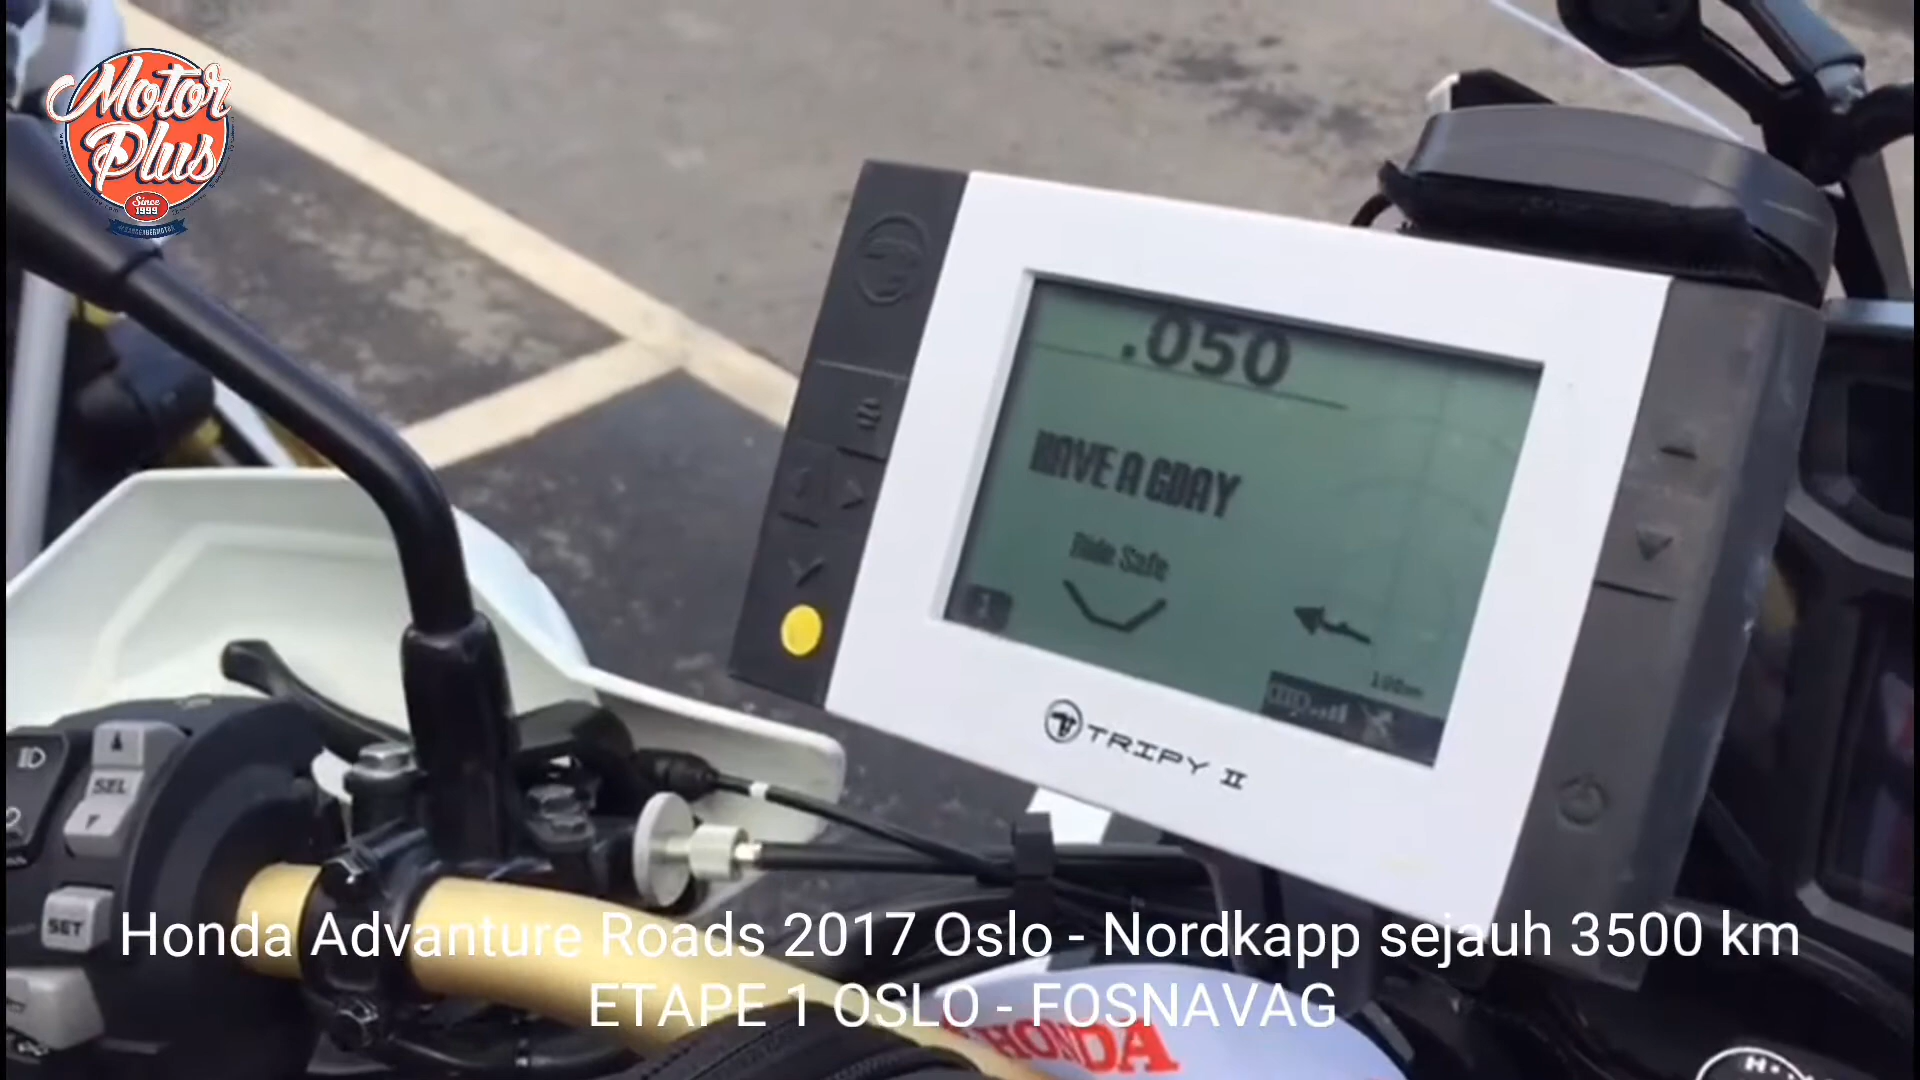 Motor
Plus
Since
1999
.050
HAVE A GDAY
Ride Safe
100m
TRIPY II
SEL
SET
Honda Advanture Roads 2017 Oslo - Nordkapp sejauh 3500 km
ETAPE 1 OSLO - FOSNAVAG
HONDA